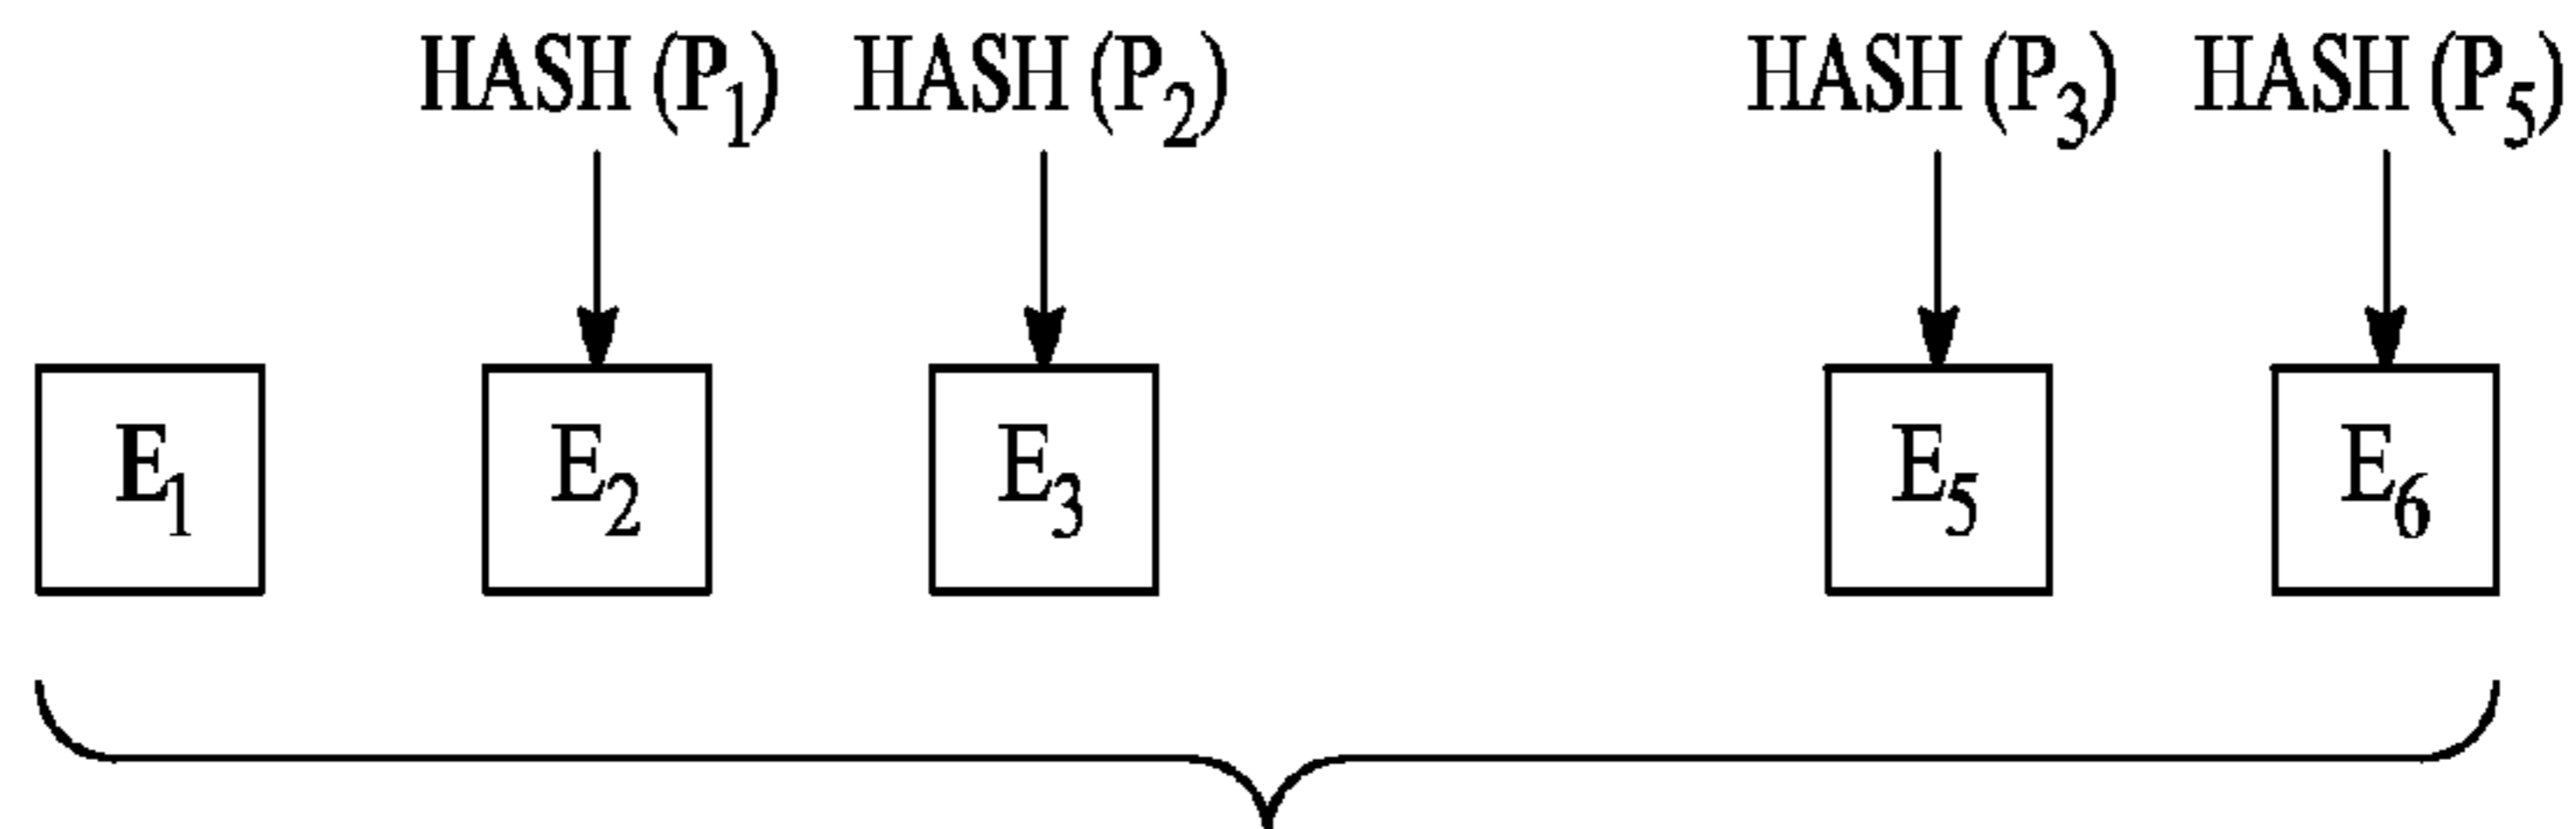 HASH (P1) HASH (P2) HASH (P3) HASH (P5)
E1 E2 E3 E5 E6